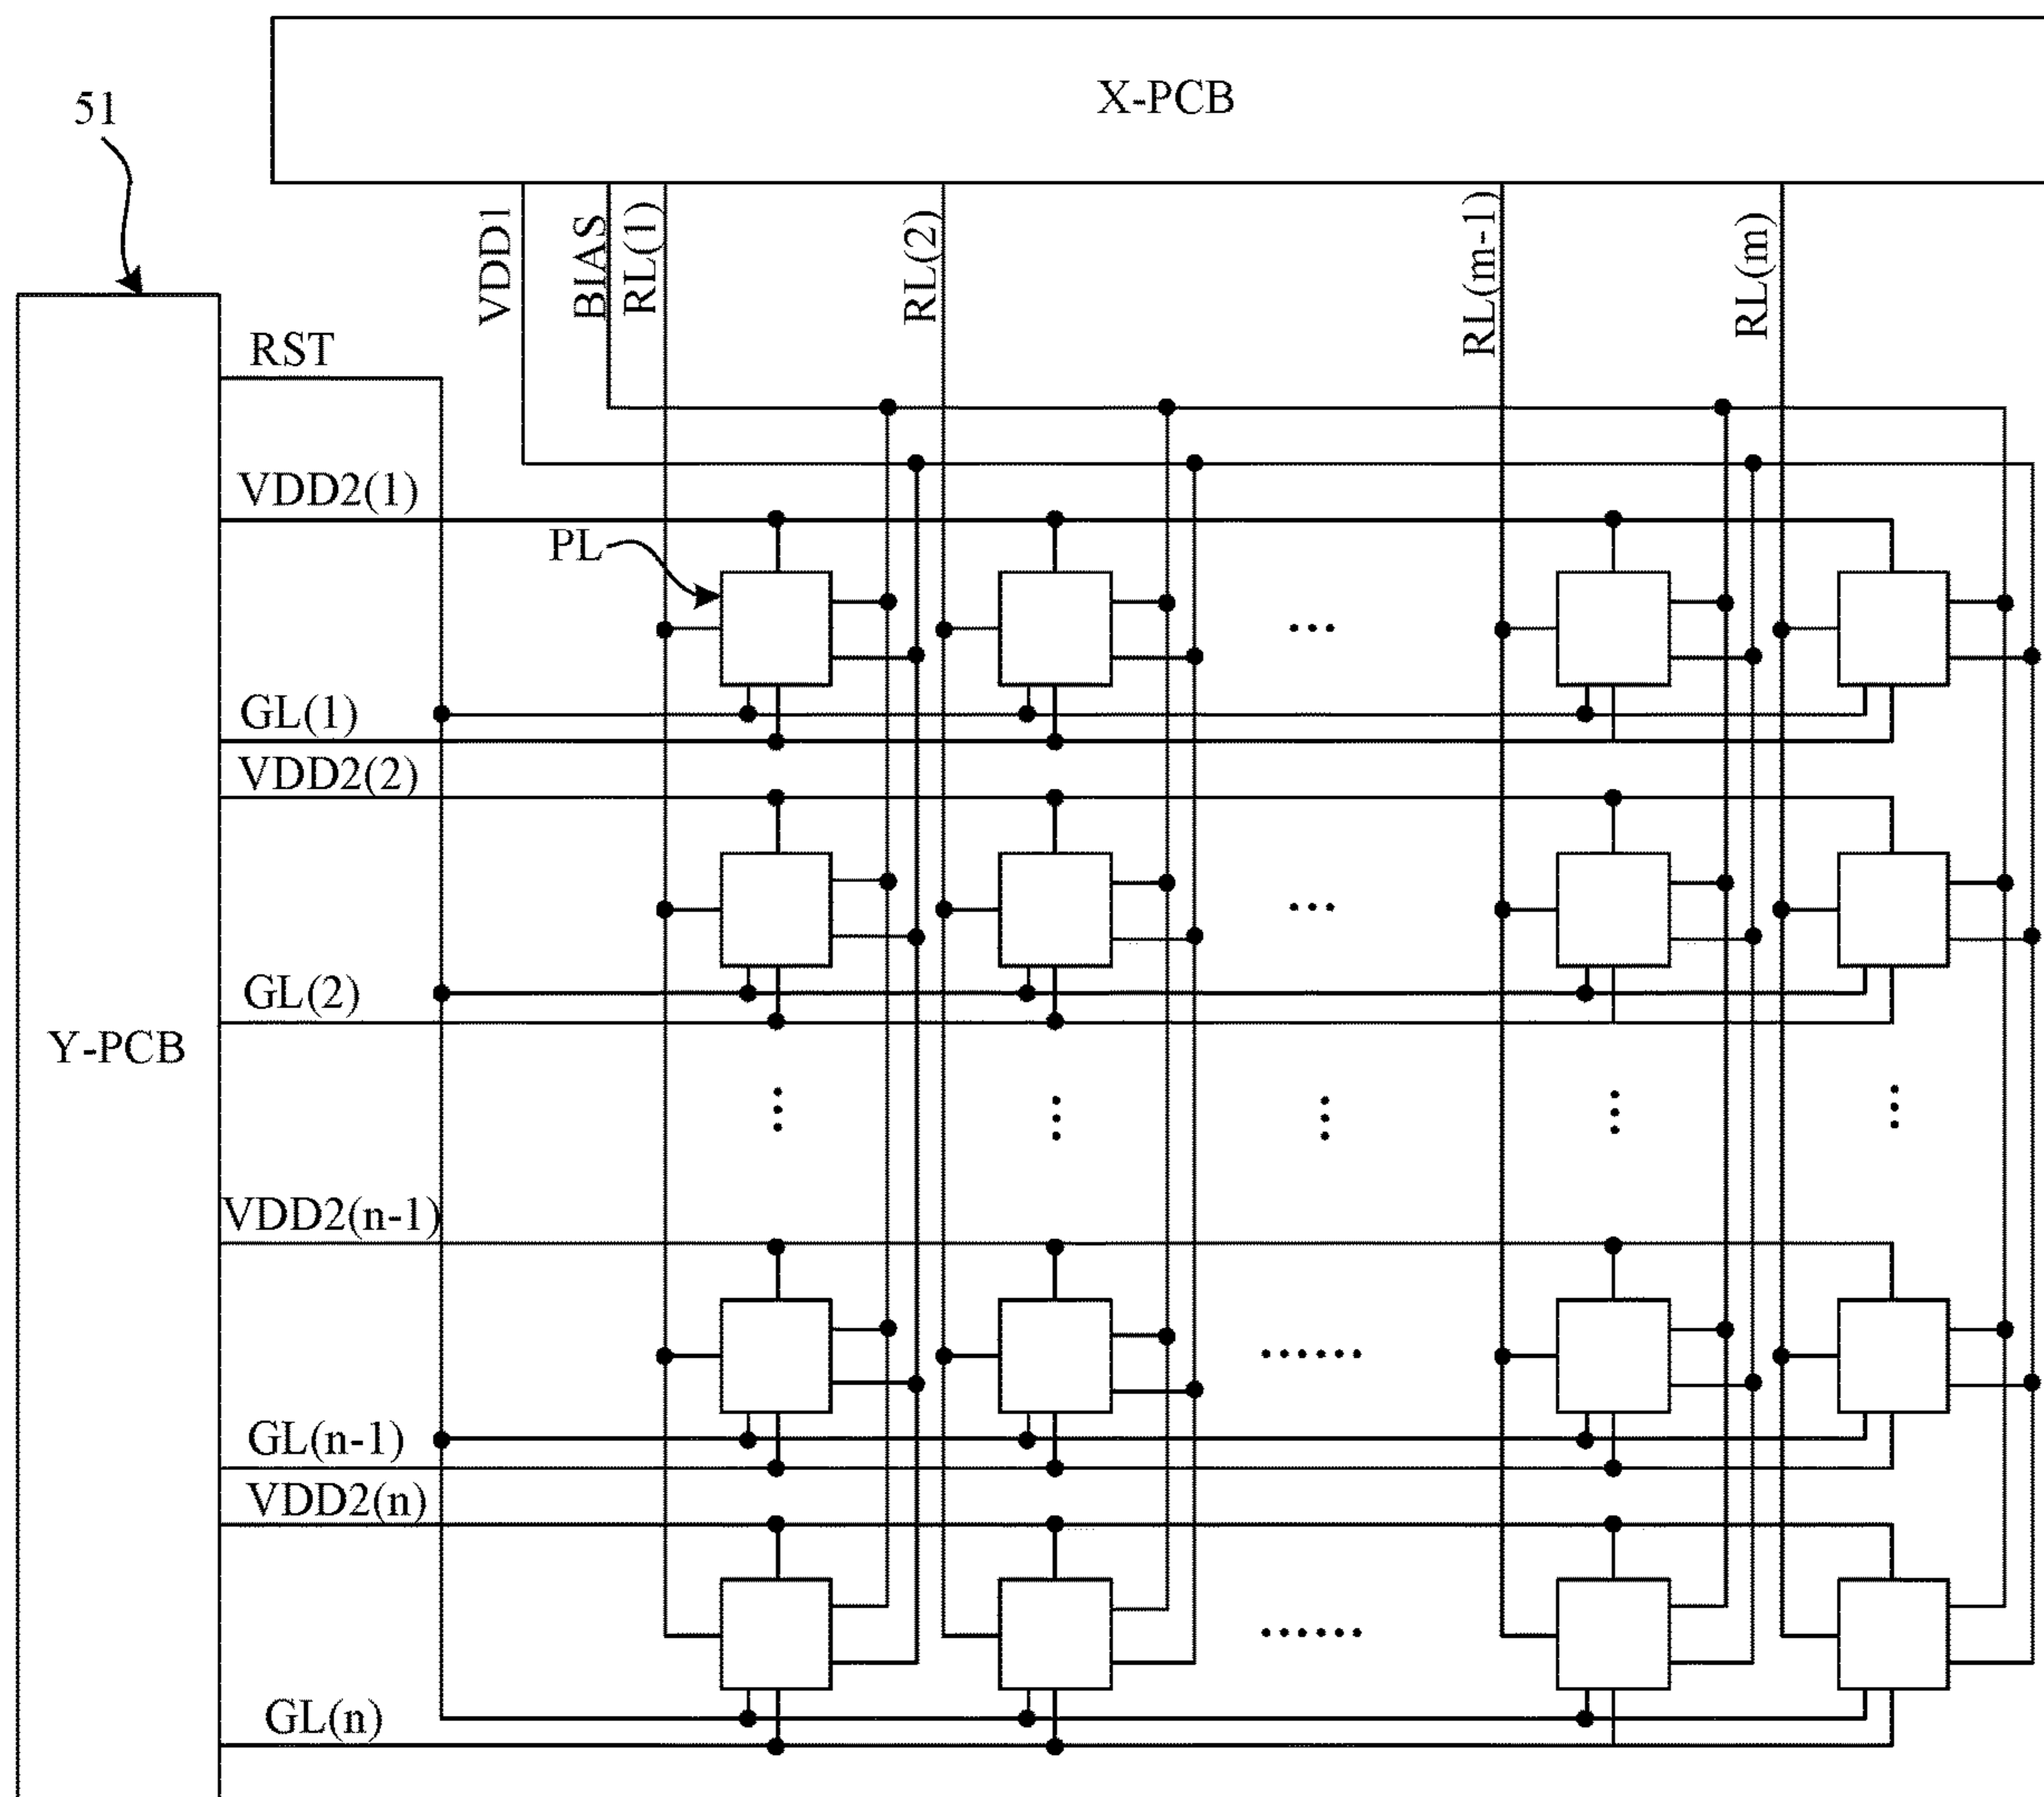 X-PCB
51
VDD1
BIAS
RL(1)
RL(2)
RL(m-1)
RL(m)
RST
VDD2(1)
PL
...
GL(1)
VDD2(2)
...
GL(2)
Y-PCB
VDD2(n-1)
......
GL(n-1)
VDD2(n)
......
GL(n)